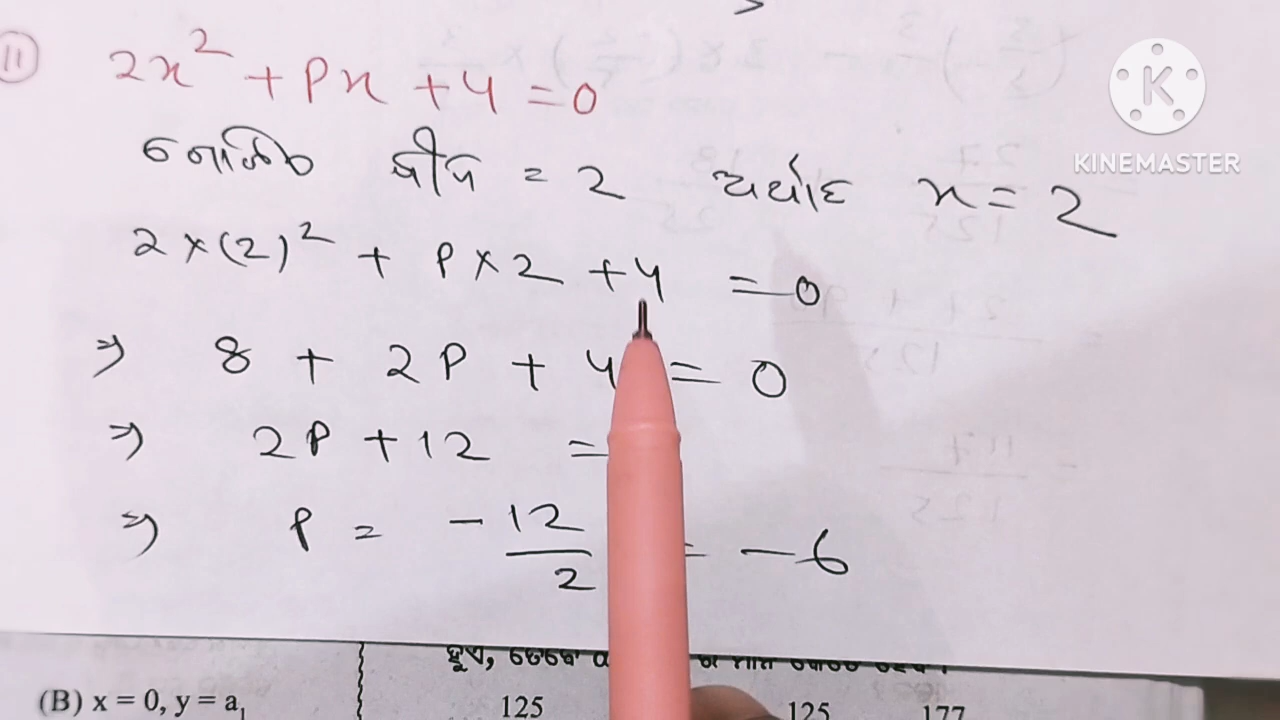 11
2x² + Px + 4 = 0
ଗୋଟିଏ ବୀଜ = 2 ଅର୍ଥାତ x = 2
2 × (2)² + P × 2 + 4 = 0
⇒ 8 + 2P + 4 = 0
⇒ 2P + 12 =
⇒ P = -12/2 = -6
K
KINEMASTER
(B) x = 0, y = a₁
125 125 177